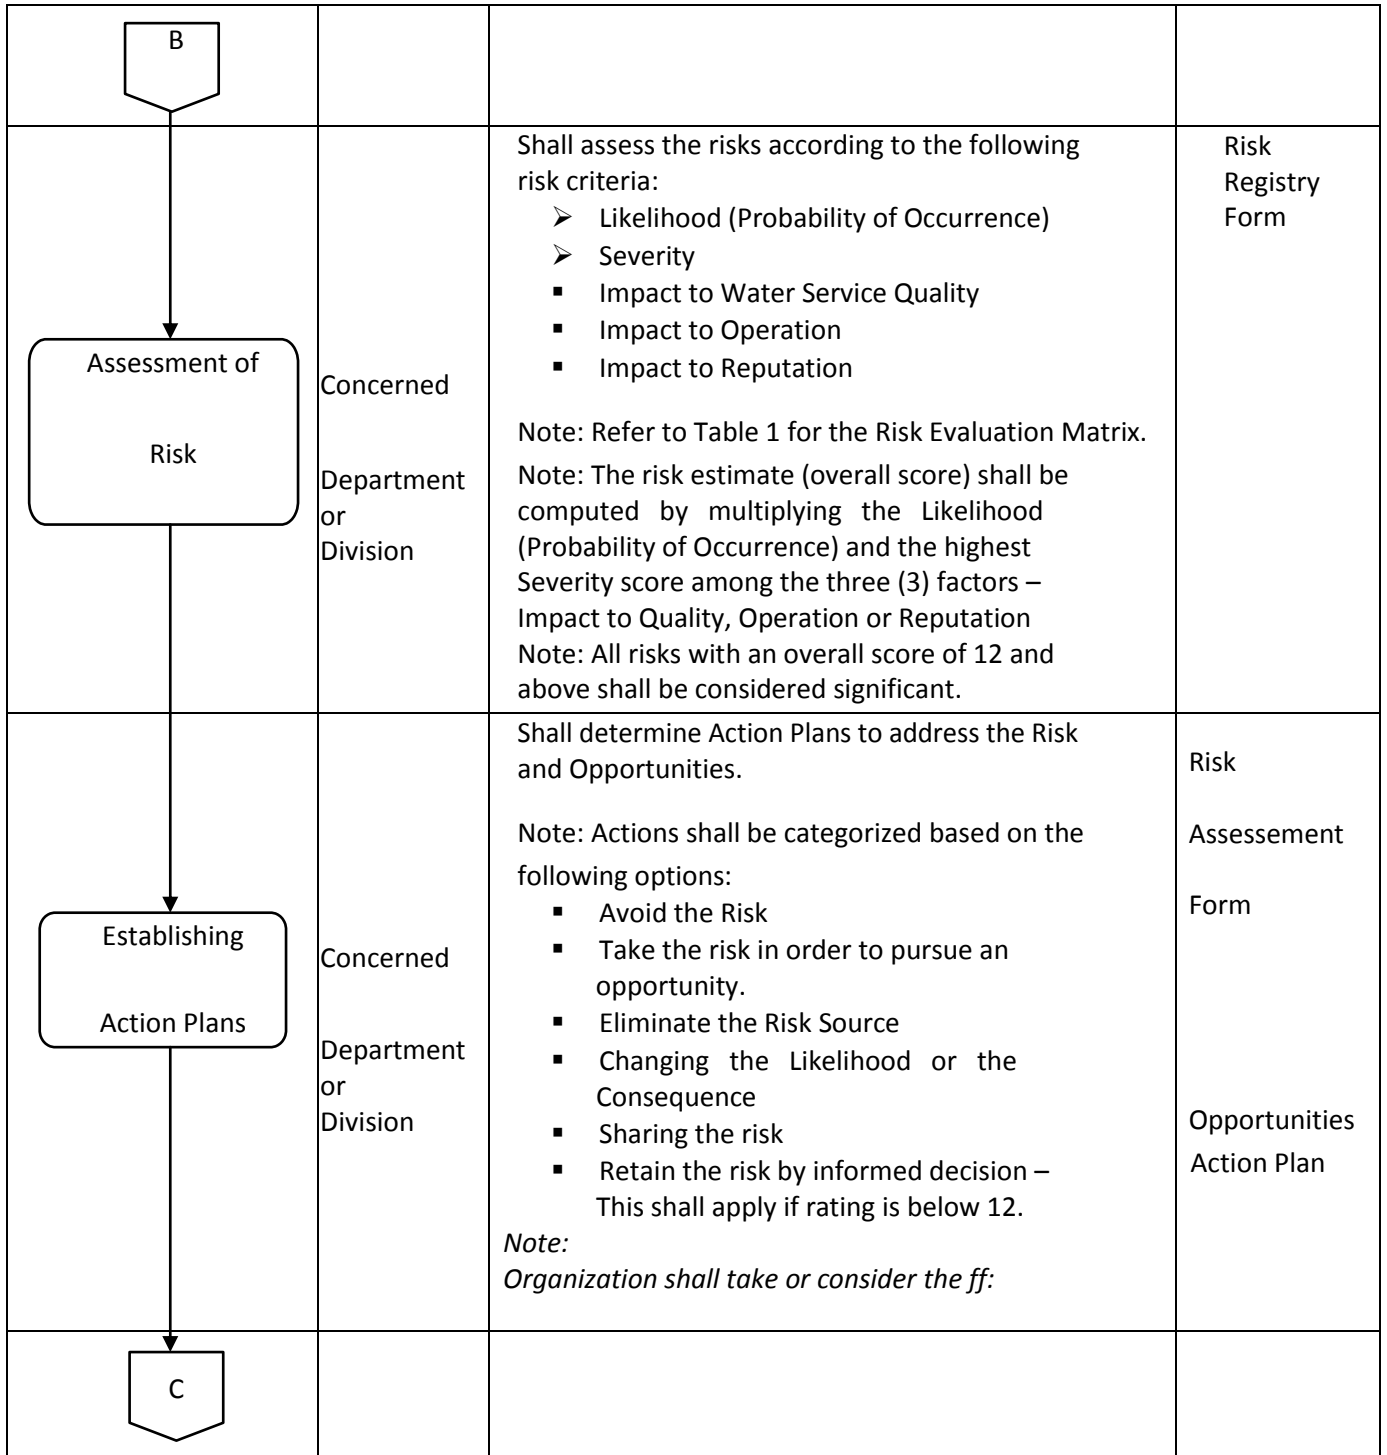 B
Assessment of
Risk
Concerned
Department
or
Division
Shall assess the risks according to the following
risk criteria:
➢ Likelihood (Probability of Occurrence)
➢ Severity
▪ Impact to Water Service Quality
▪ Impact to Operation
▪ Impact to Reputation
Note: Refer to Table 1 for the Risk Evaluation Matrix.
Note: The risk estimate (overall score) shall be
computed by multiplying the Likelihood
(Probability of Occurrence) and the highest
Severity score among the three (3) factors –
Impact to Quality, Operation or Reputation
Note: All risks with an overall score of 12 and
above shall be considered significant.
Risk
Registry
Form
Establishing
Action Plans
Concerned
Department
or
Division
Shall determine Action Plans to address the Risk
and Opportunities.
Note: Actions shall be categorized based on the
following options:
▪ Avoid the Risk
▪ Take the risk in order to pursue an
opportunity.
▪ Eliminate the Risk Source
▪ Changing the Likelihood or the
Consequence
▪ Sharing the risk
▪ Retain the risk by informed decision –
This shall apply if rating is below 12.
Note:
Organization shall take or consider the ff:
Risk
Assessement
Form
Opportunities
Action Plan
C